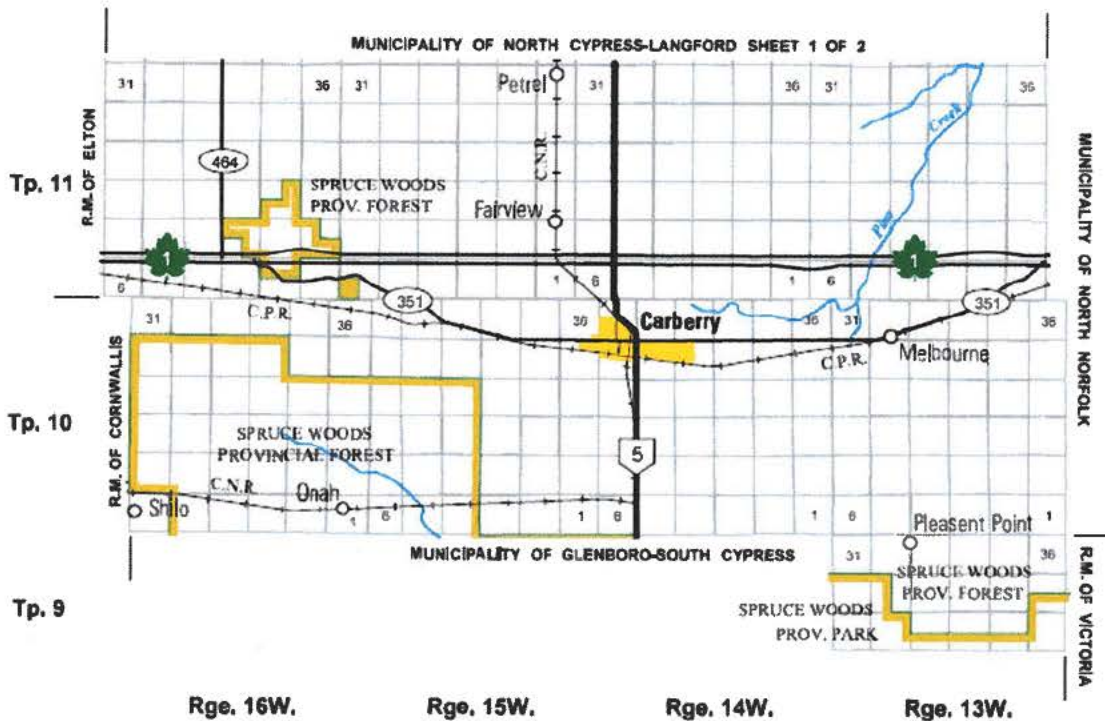 MUNICIPALITY OF NORTH CYPRESS-LANGFORD SHEET 1 OF 2
31
36
31
Petrel
31
36
31
36
Creek
R.M. OF ELTON
464
C.N.R.
MUNICIPALITY OF NORTH NORFOLK
Tp. 11
SPRUCE WOODS
PROV. FOREST
Fairview
Pine
1
1
6
1
6
1
6
351
351
C.P.R.
31
36
36
Carberry
36
31
36
Melbourne
C.P.R.
R.M. OF CORNWALLIS
Tp. 10
SPRUCE WOODS
PROVINCIAL FOREST
5
C.N.R.
Onah
Shilo
1
6
1
6
1
6
1
Pleasent Point
MUNICIPALITY OF GLENBORO-SOUTH CYPRESS
31
36
SPRUCE WOODS
PROV. FOREST
R.M. OF VICTORIA
Tp. 9
SPRUCE WOODS
PROV. PARK
Rge. 16W.
Rge. 15W.
Rge. 14W.
Rge. 13W.